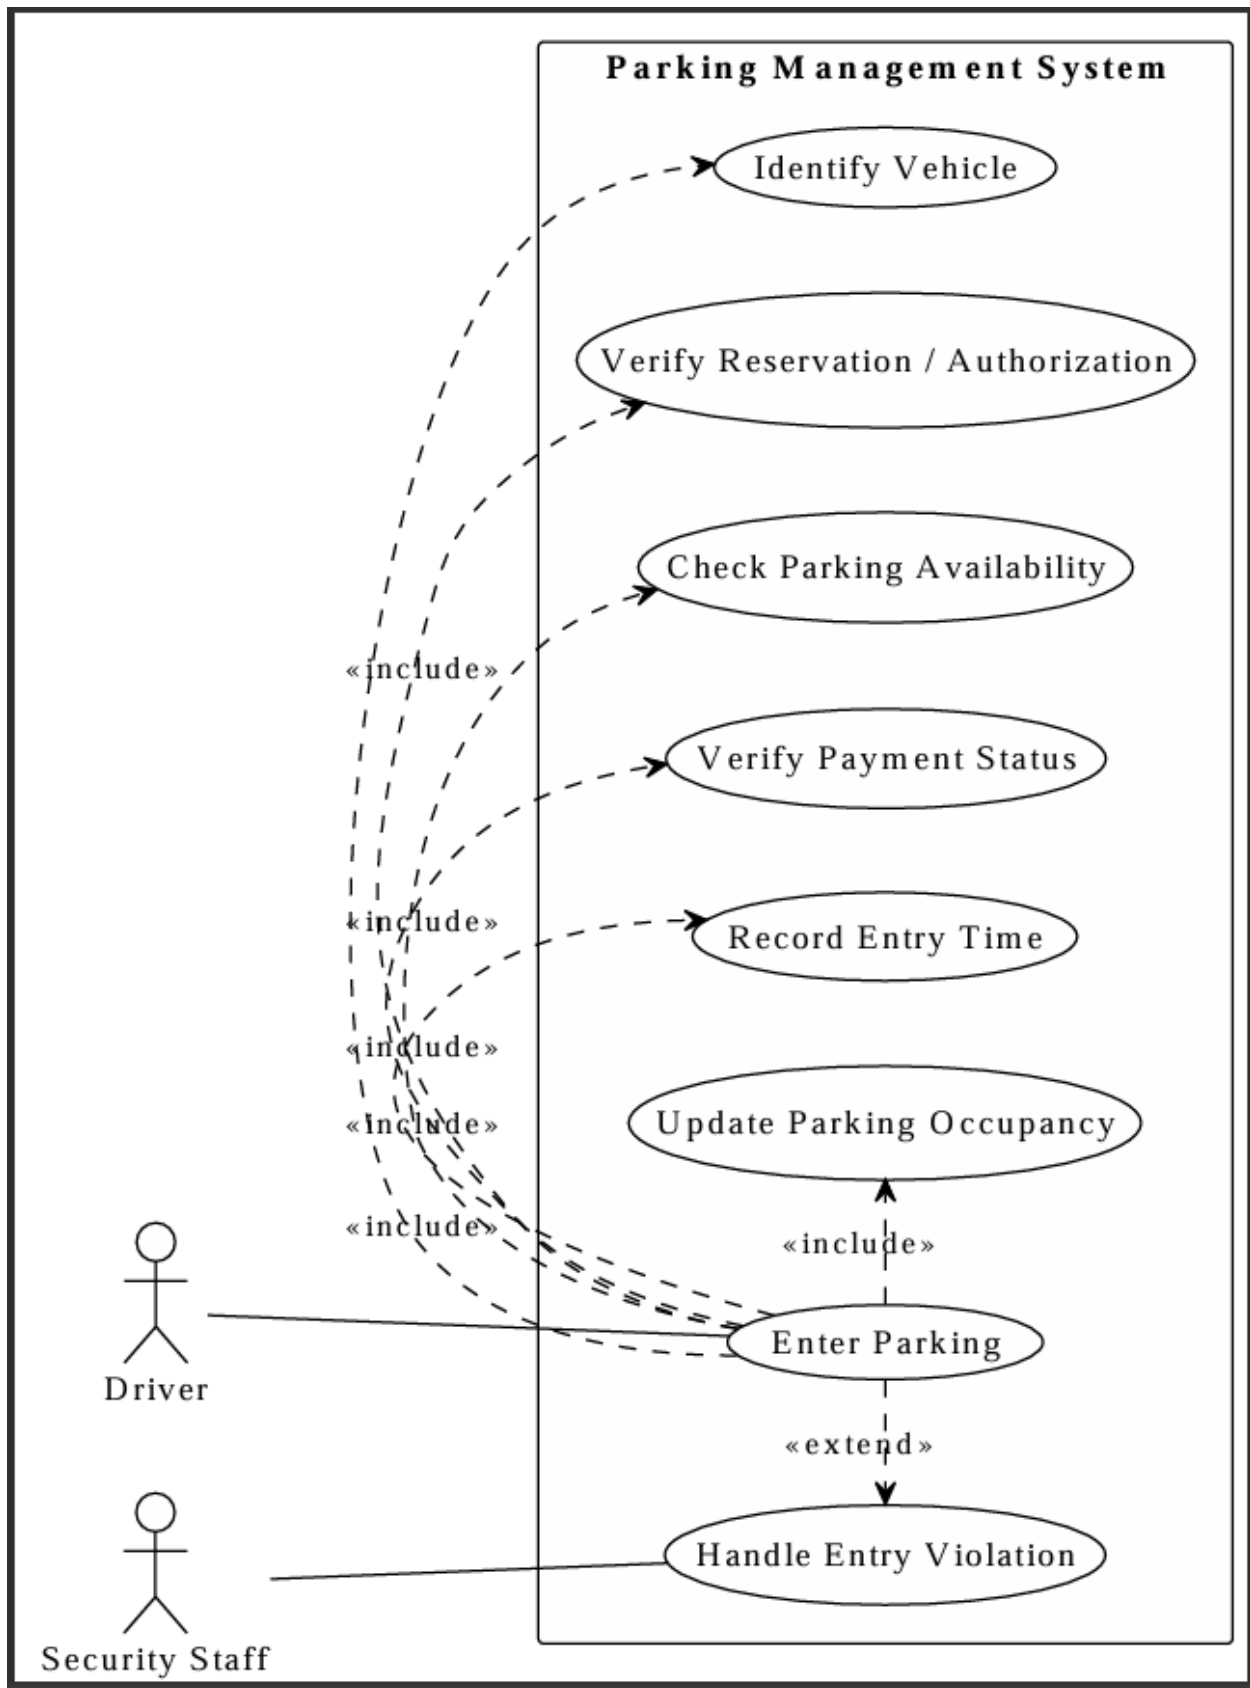 Parking Management System
Identify Vehicle
Verify Reservation / Authorization
Check Parking Availability
«include»
Verify Payment Status
«include»
Record Entry Time
«include»
«include»
Update Parking Occupancy
«include»
«include»
Enter Parking
Driver
«extend»
Handle Entry Violation
Security Staff